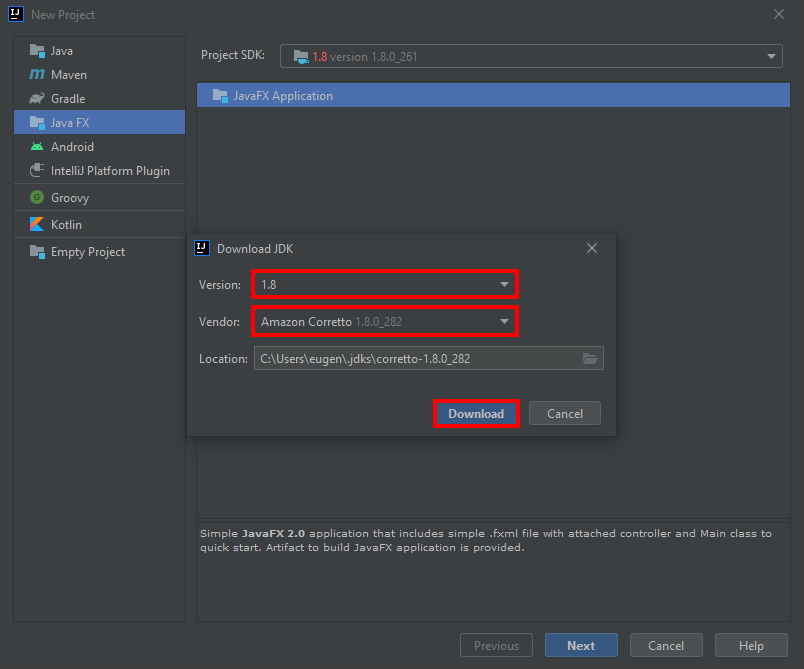 New Project
Java
Maven
Gradle
Java FX
Android
IntelliJ Platform Plugin
Groovy
Kotlin
Empty Project
Project SDK: 1.8 version 1.8.0_261
JavaFX Application
Download JDK
Version: 1.8
Vendor: Amazon Corretto 1.8.0_282
Location: C:\Users\eugen\.jdks\corretto-1.8.0_282
Download Cancel
Simple JavaFX 2.0 application that includes simple .fxml file with attached controller and Main class to
quick start. Artifact to build JavaFX application is provided.
Previous Next Cancel Help